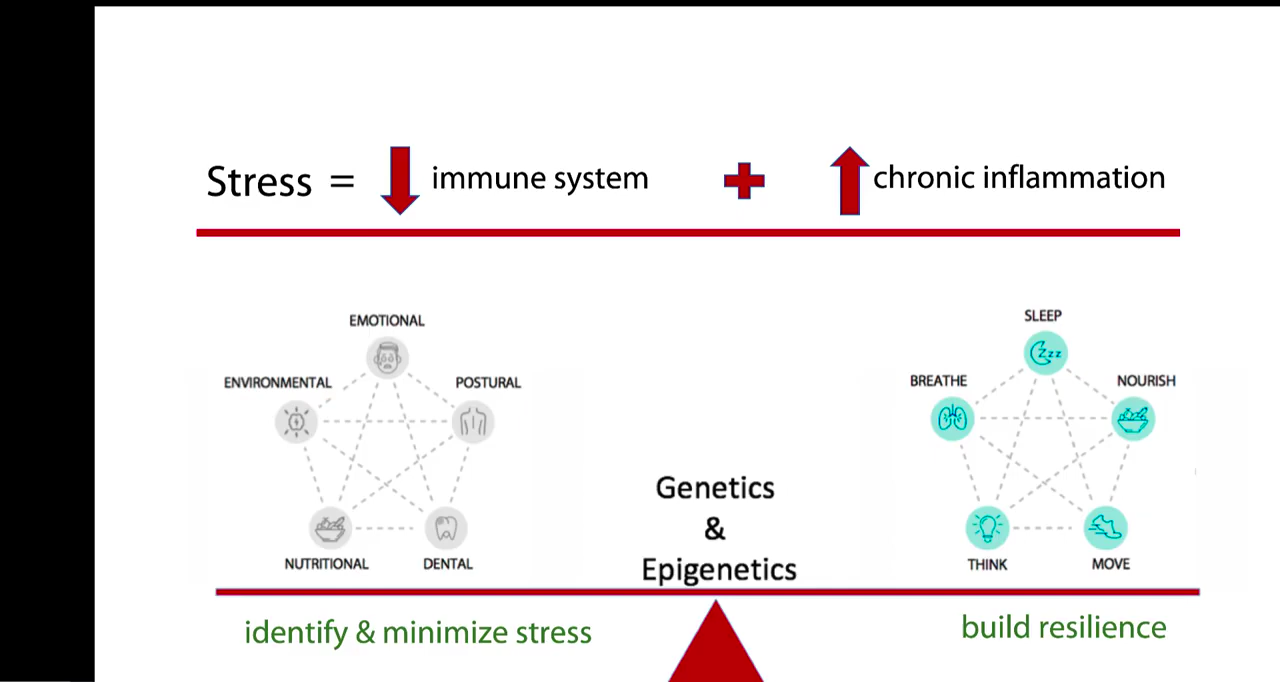 Stress = immune system + chronic inflammation
EMOTIONAL
ENVIRONMENTAL
POSTURAL
NUTRITIONAL
DENTAL
Genetics
&
Epigenetics
SLEEP
BREATHE
NOURISH
Zzz
THINK
MOVE
identify & minimize stress
build resilience